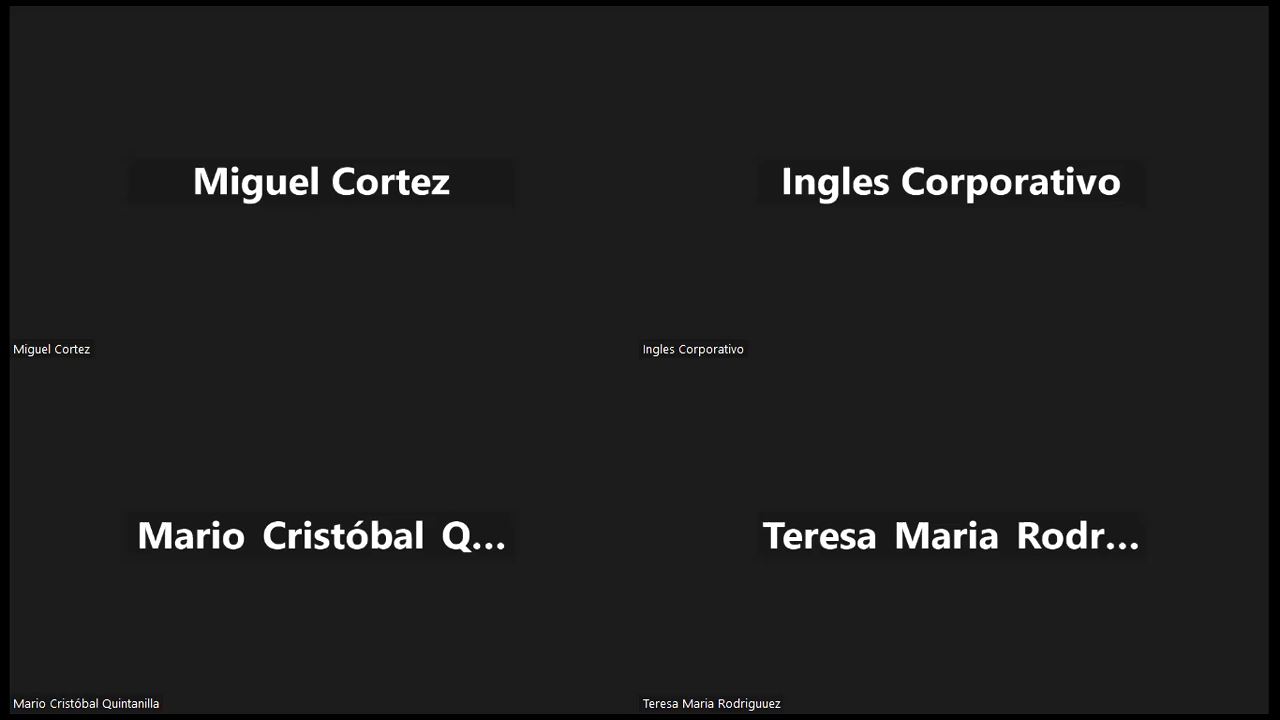 Miguel Cortez
Ingles Corporativo
Miguel Cortez
Ingles Corporativo
Mario Cristóbal Q...
Teresa Maria Rodr...
Mario Cristóbal Quintanilla
Teresa Maria Rodriguuez